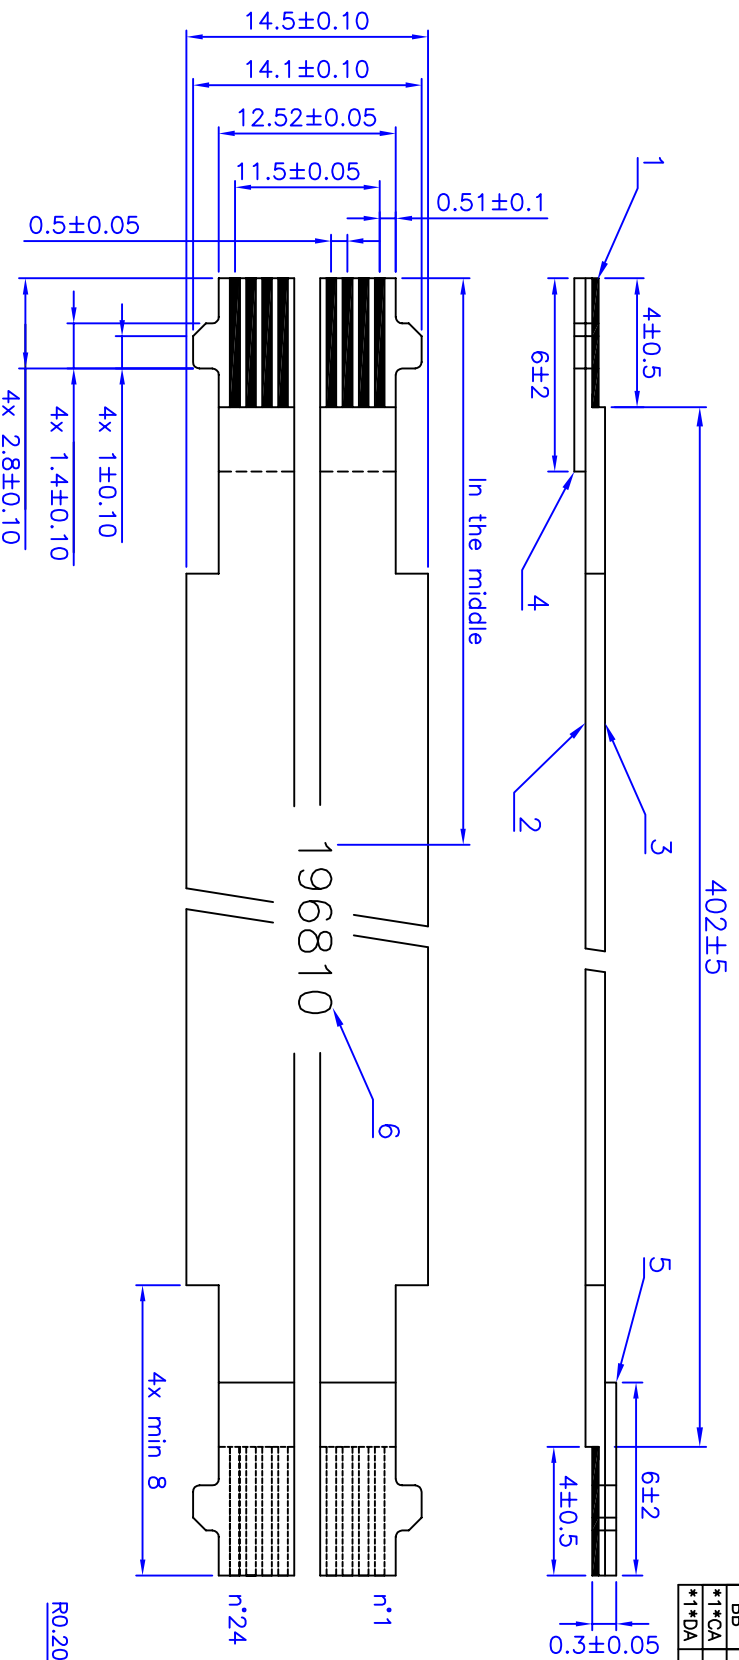 14.5±0.10
14.1±0.10
12.52±0.05
11.5±0.05
0.51±0.1
0.5±0.05
1
4±0.5
6±2
4
In the middle
4x 1±0.10
4x 1.4±0.10
4x 2.8±0.10
2
3
402±5
196810
6
5
6±2
4±0.5
4x min 8
n°1
n°24
0.3±0.05
*1*CA
*1*DA
R0.20